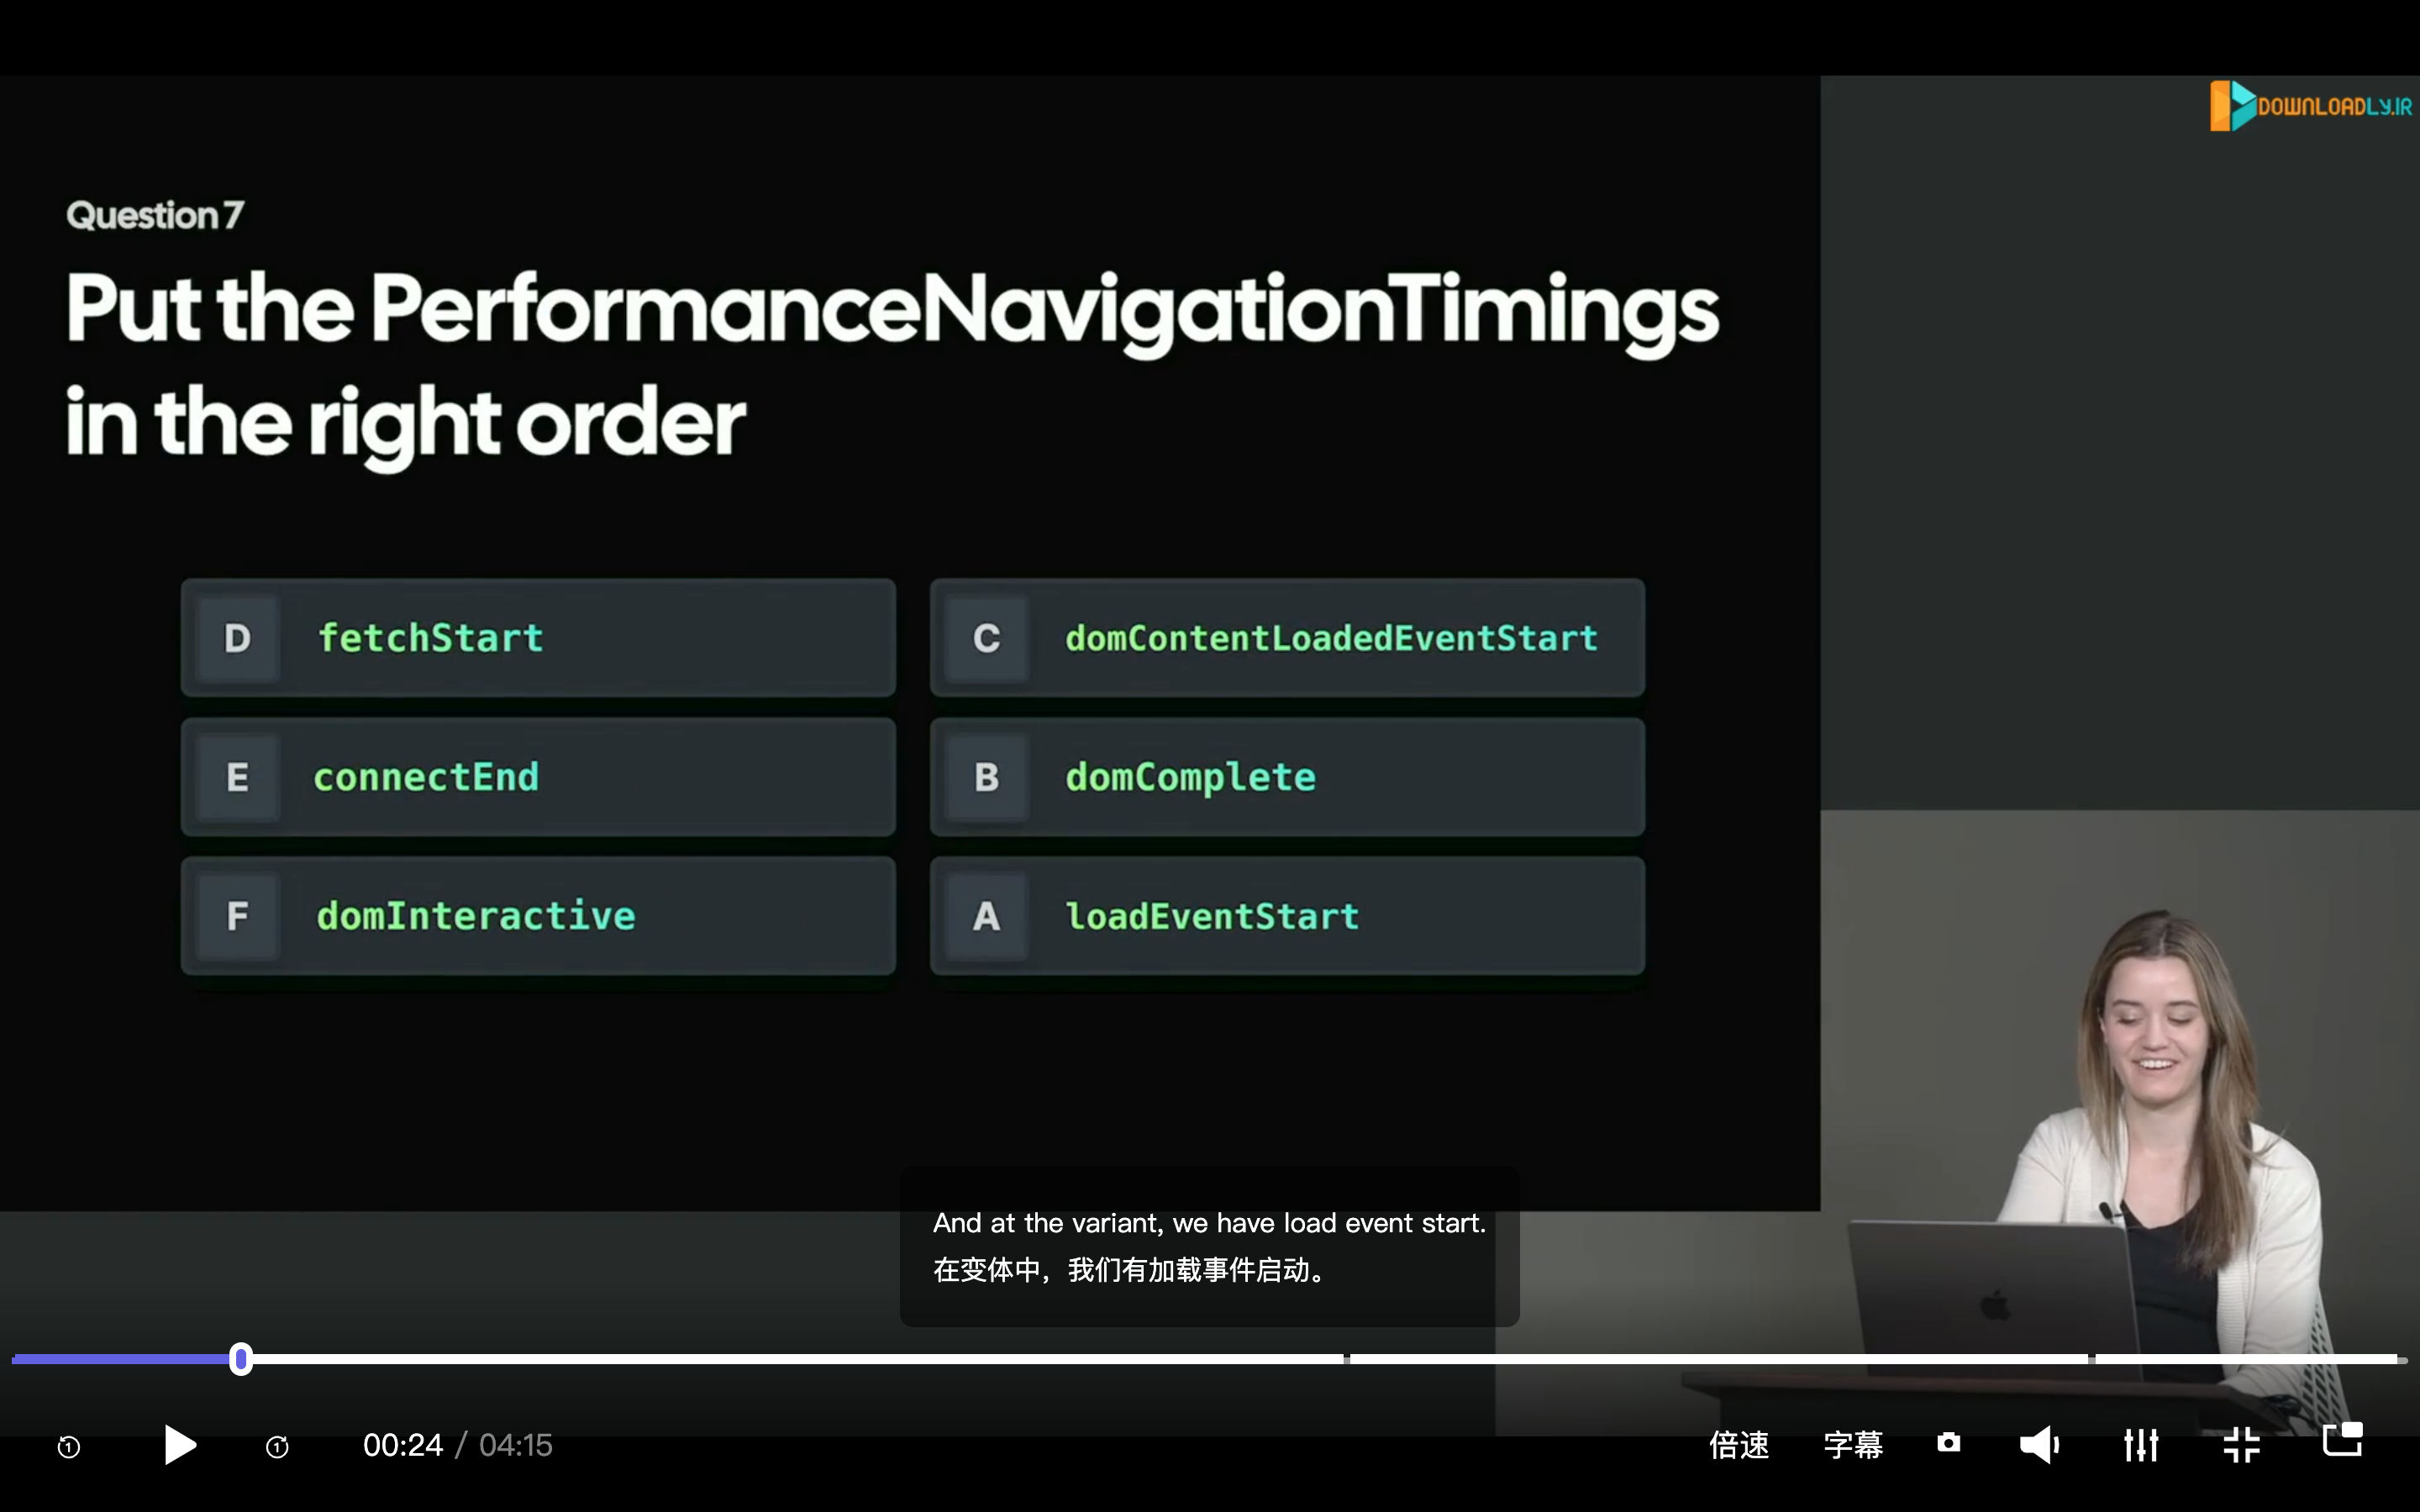 DOWNLOADLY.IR
Question 7
Put the PerformanceNavigationTimings
in the right order
D fetchStart
C domContentLoadedEventStart
E connectEnd
B domComplete
F domInteractive
A loadEventStart
And at the variant, we have load event start.
在变体中，我们有加载事件启动。
1
1
00:24 / 04:15
倍速
字幕